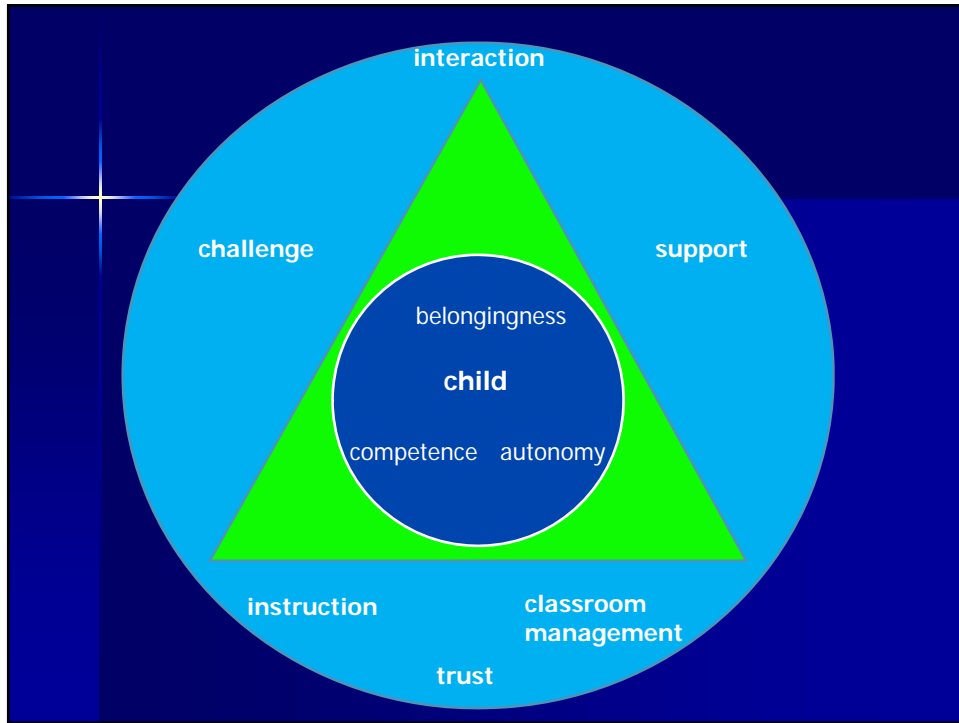 interaction
challenge
support
belongingness
child
competence autonomy
instruction
classroom
management
trust